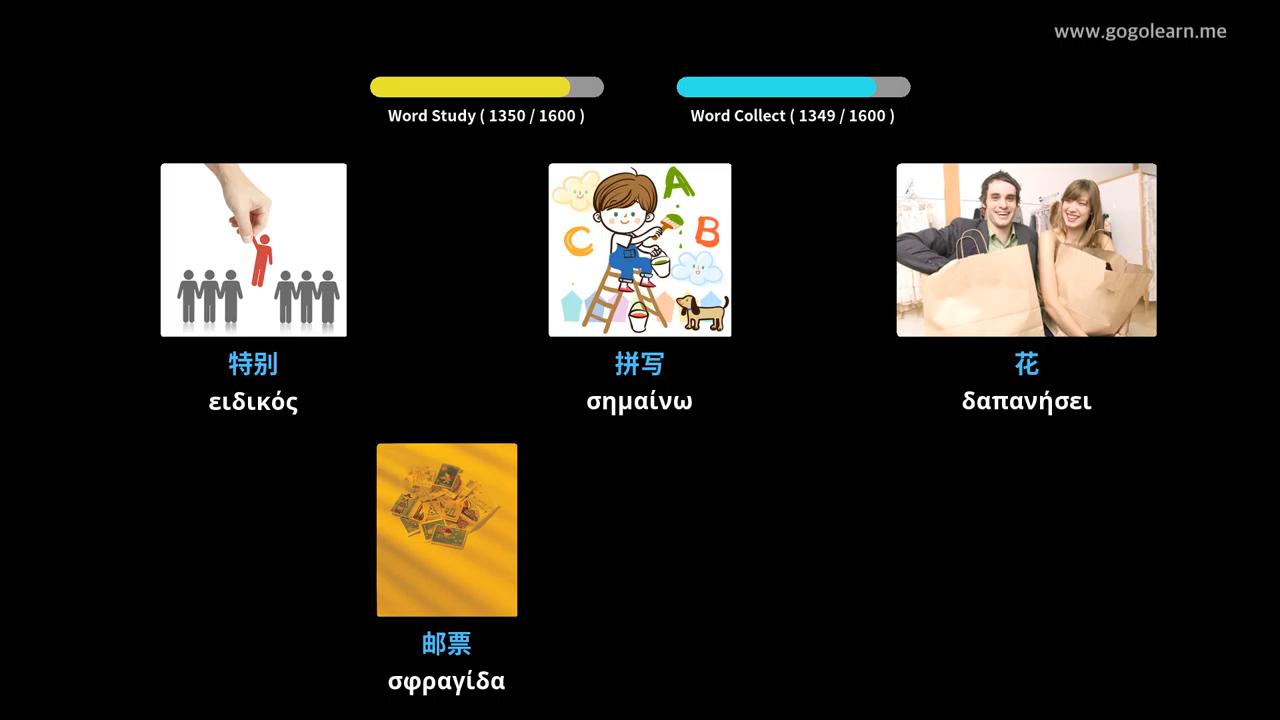 www.gogolearn.me
Word Study ( 1350 / 1600 )
Word Collect ( 1349 / 1600 )
A
B
C
特别
ειδικός
拼写
σημαίνω
花
δαπανήσει
邮票
σφραγίδα